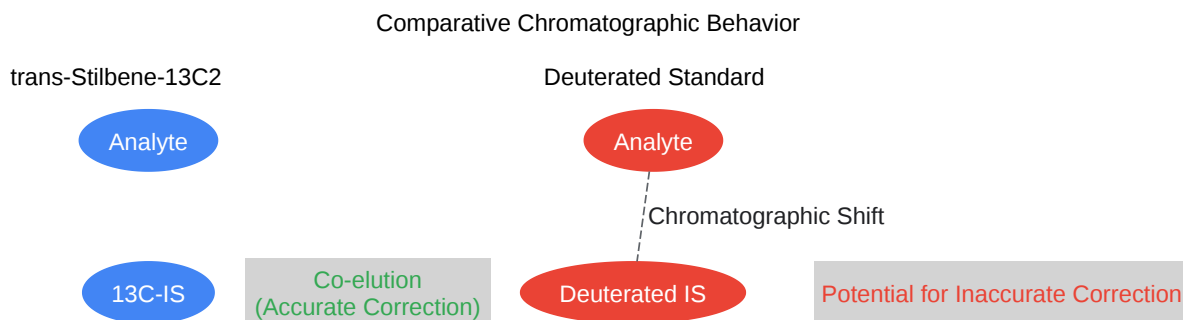 Comparative Chromatographic Behavior
trans-Stilbene-13C2
Deuterated Standard
Analyte
Analyte
Chromatographic Shift
13C-IS
Co-elution
(Accurate Correction)
Deuterated IS
Potential for Inaccurate Correction